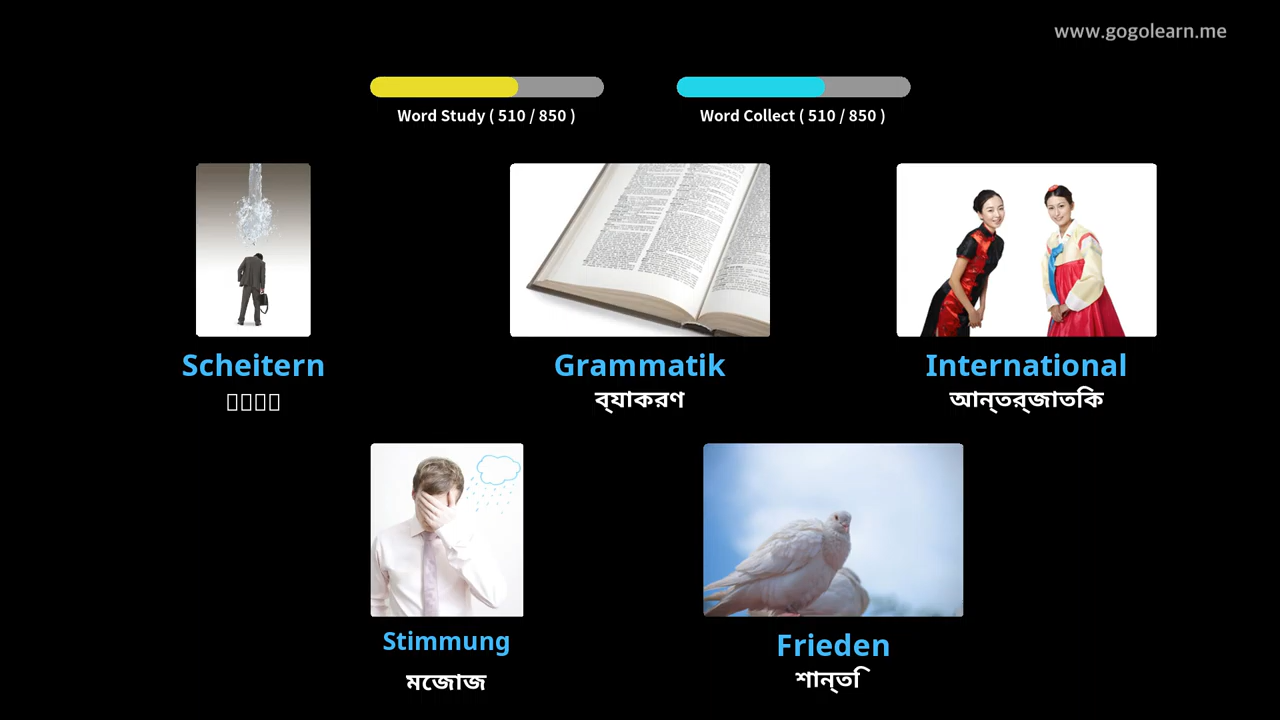 www.gogolearn.me
Word Study ( 510 / 850 )
Word Collect ( 510 / 850 )
Scheitern
Grammatik
International
ব্যাকরণ
আন্তর্জাতিক
Stimmung
Frieden
মেজাজ
শান্তি